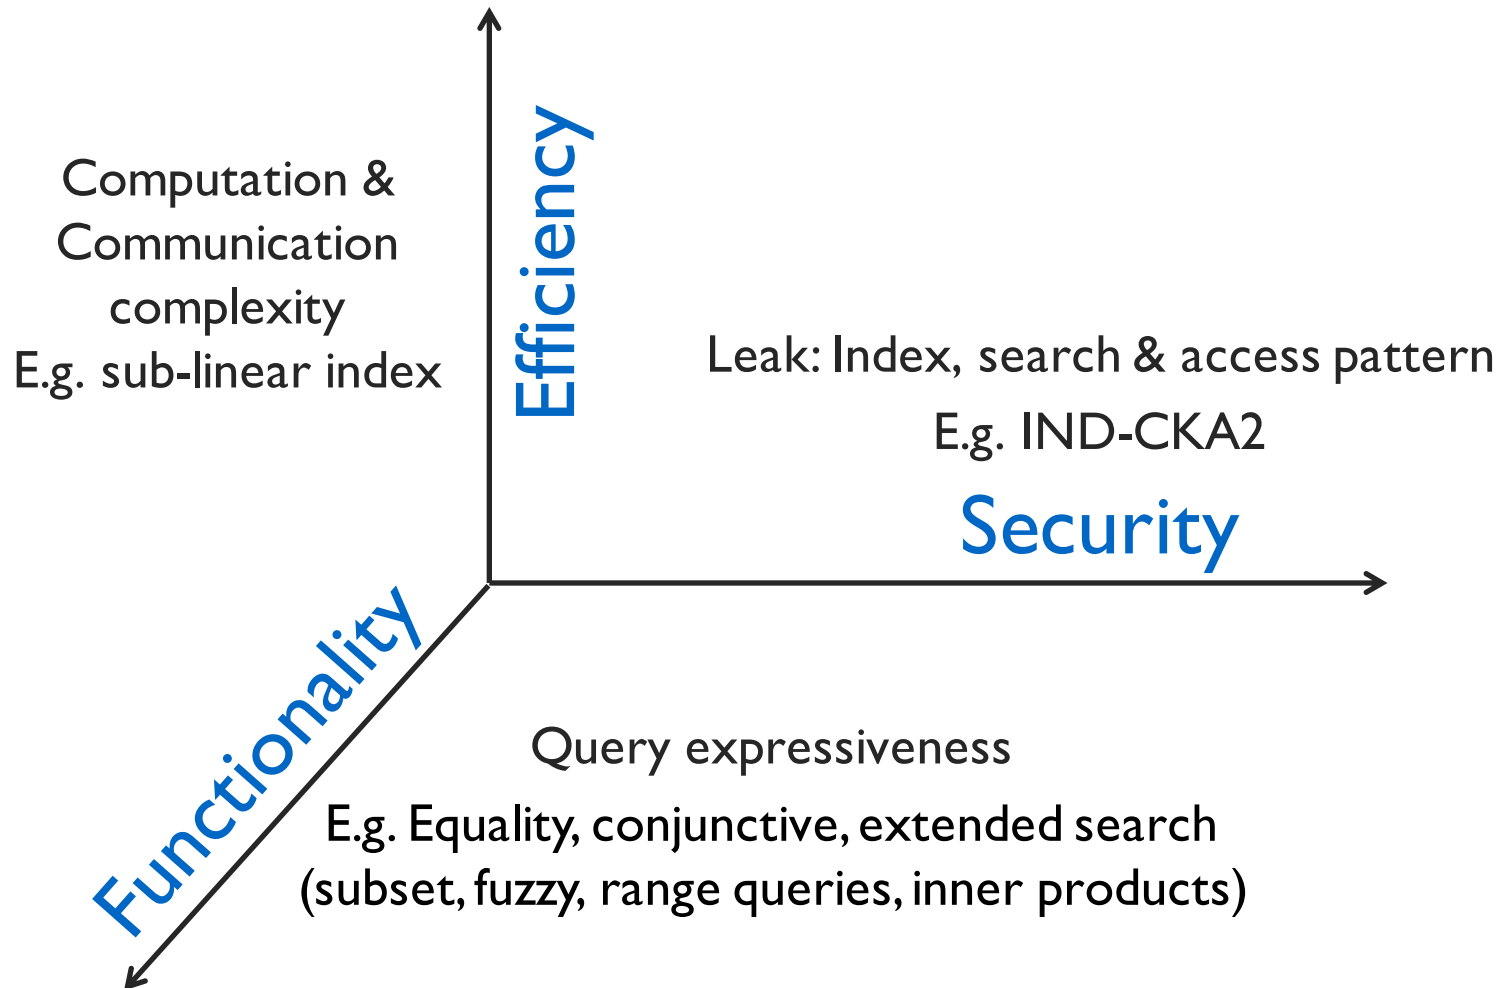 Efficiency
Computation &
Communication
complexity
E.g. sub-linear index
Leak: Index, search & access pattern
E.g. IND-CKA2
Security
Functionality
Query expressiveness
E.g. Equality, conjunctive, extended search
(subset, fuzzy, range queries, inner products)